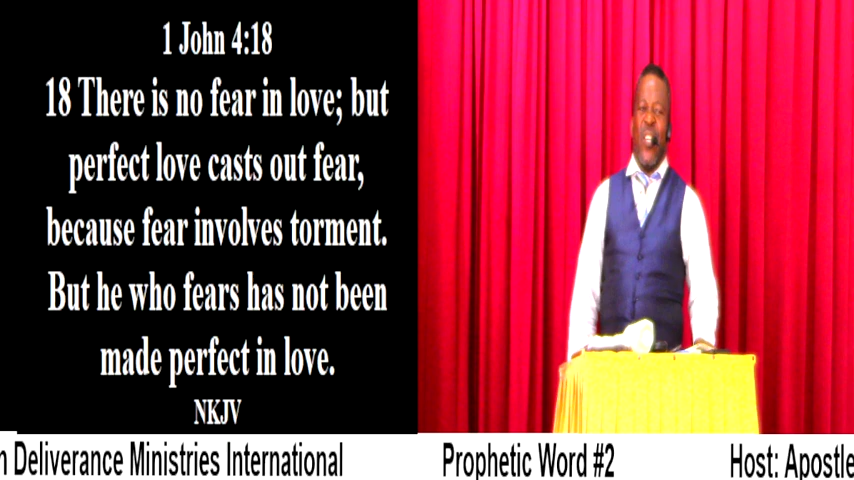 1 John 4:18
18 There is no fear in love; but
perfect love casts out fear,
because fear involves torment.
But he who fears has not been
made perfect in love.
NKJV
Deliverance Ministries International Prophetic Word #2 Host: Apostle